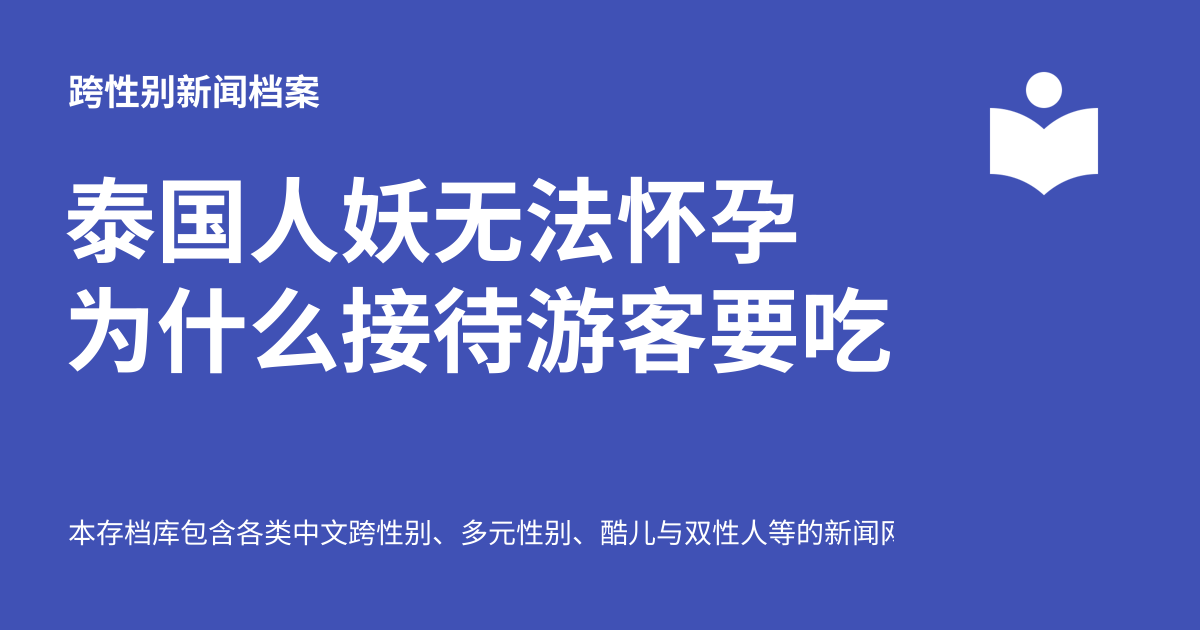 跨性别新闻档案
泰国人妖无法怀孕
为什么接待游客要吃
本存档库包含各类中文跨性别、多元性别、酷儿与双性人等的新闻